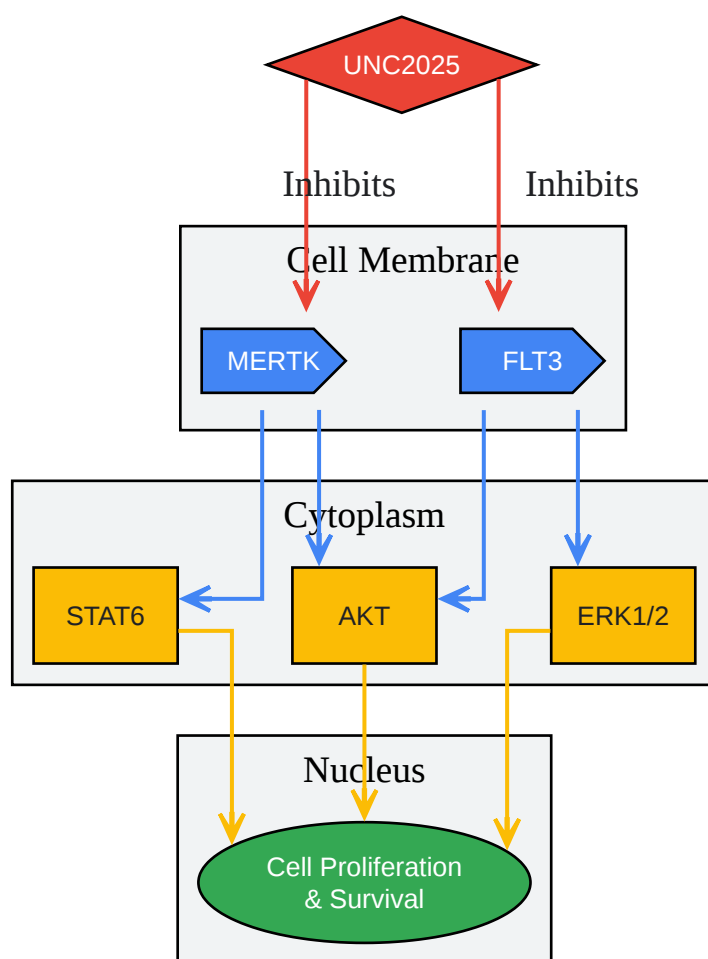 UNC2025
Inhibits
Inhibits
Cell Membrane
MERTK
FLT3
Cytoplasm
STAT6
AKT
ERK1/2
Nucleus
Cell Proliferation
& Survival